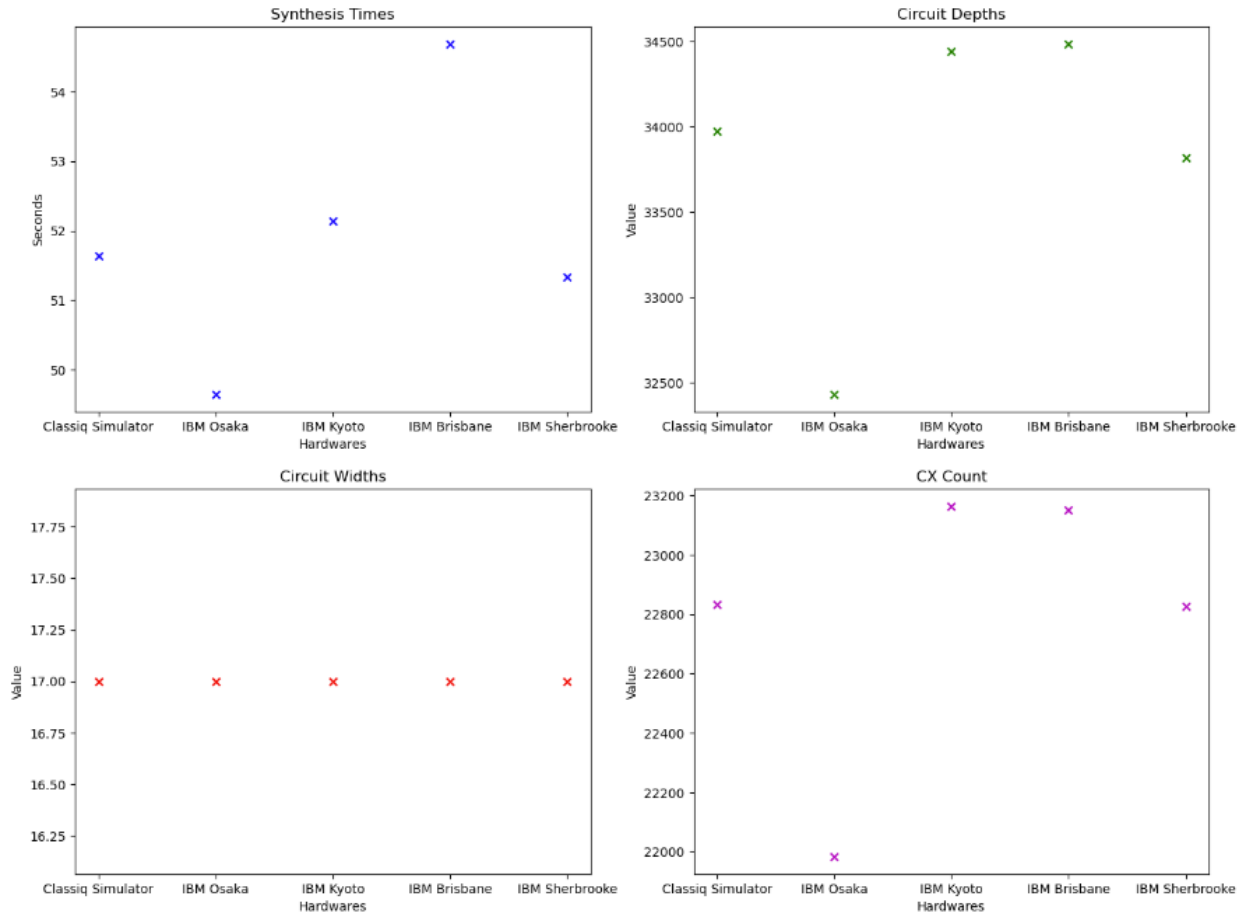 Synthesis Times
Seconds
54
53
52
51
50
Classiq Simulator IBM Osaka IBM Kyoto IBM Brisbane IBM Sherbrooke
Hardwares
Circuit Depths
Value
34500
34000
33500
33000
32500
Classiq Simulator IBM Osaka IBM Kyoto IBM Brisbane IBM Sherbrooke
Hardwares
Circuit Widths
Value
17.75
17.50
17.25
17.00
16.75
16.50
16.25
Classiq Simulator IBM Osaka IBM Kyoto IBM Brisbane IBM Sherbrooke
Hardwares
CX Count
Value
23200
23000
22800
22600
22400
22200
22000
Classiq Simulator IBM Osaka IBM Kyoto IBM Brisbane IBM Sherbrooke
Hardwares